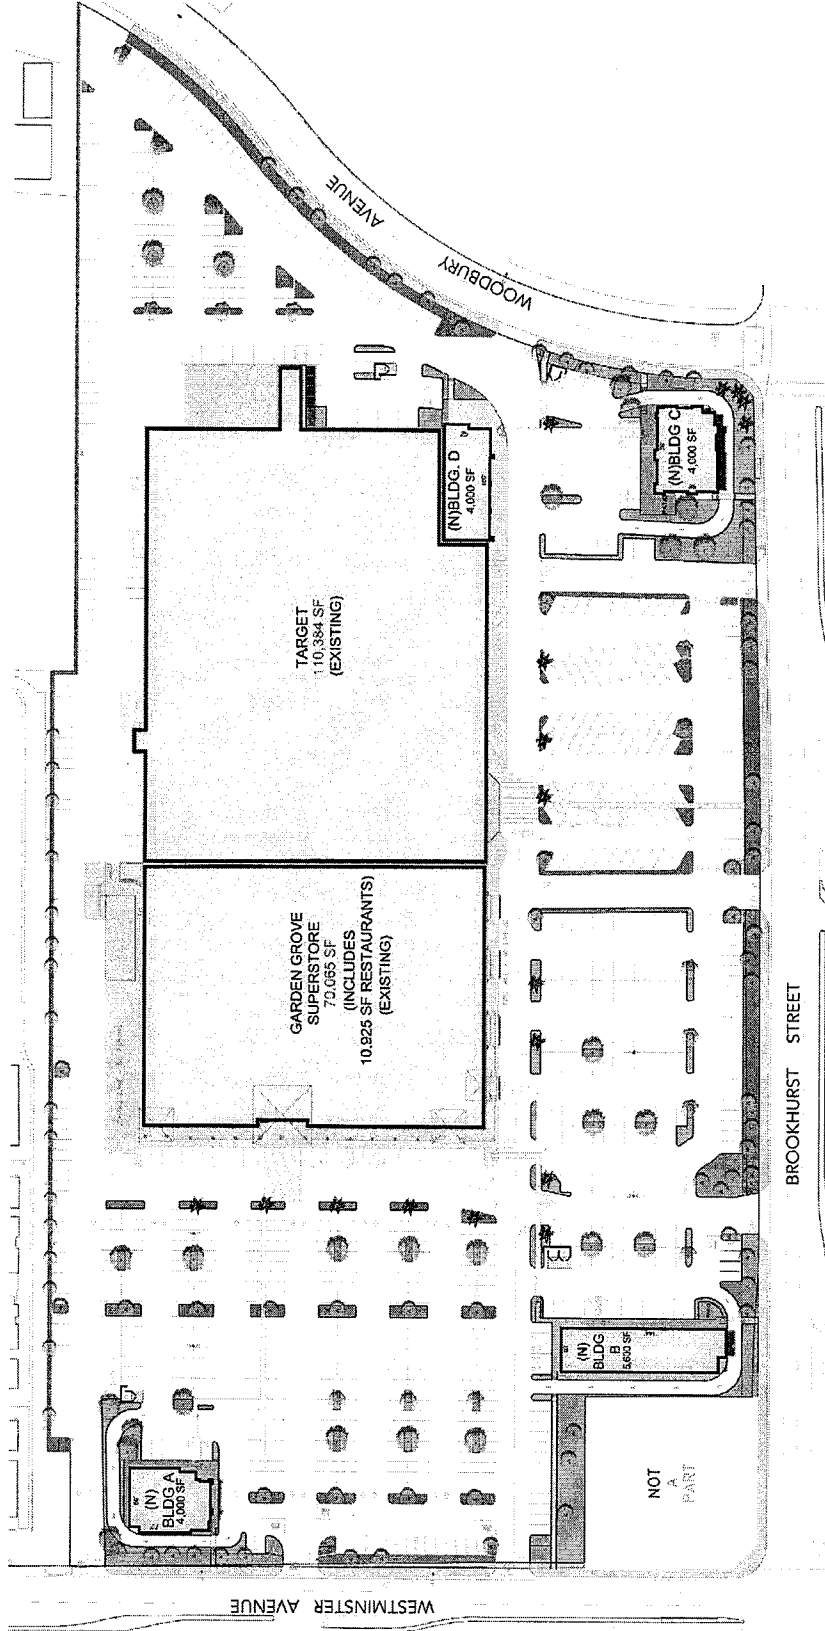 WOODBURY AVENUE
(N)BLDG C
4,000 SF
(N)BLDG. D
4,000 SF
TARGET
110,384 SF
(EXISTING)
GARDEN GROVE
SUPERSTORE
70,065 SF
(INCLUDES
10,925 SF RESTAURANTS)
(EXISTING)
BROOKHURST STREET
(N)
BLDG
B
5,600 SF
(N)
BLDG A
4,000 SF
NOT
A
PART
WESTMINSTER AVENUE